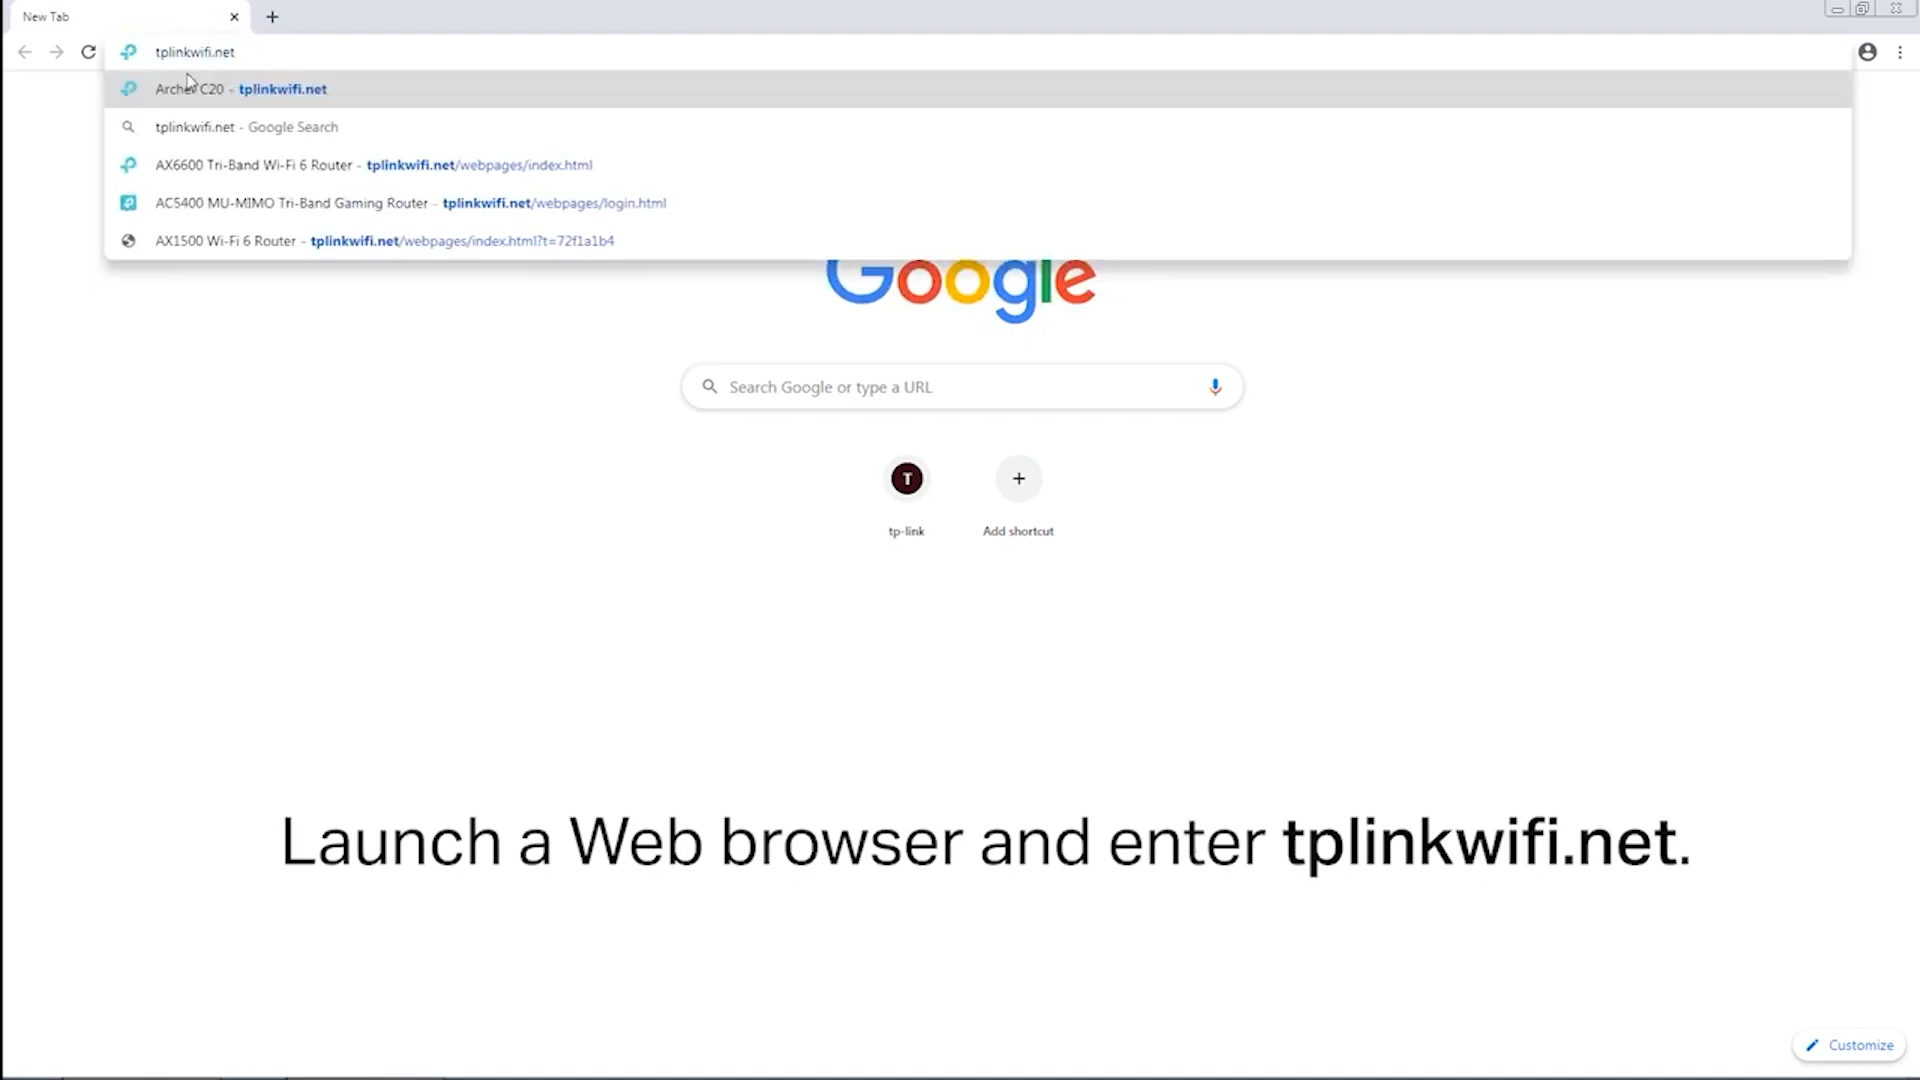 New Tab
tplinkwifi.net
Archer C20 - tplinkwifi.net
tplinkwifi.net - Google Search
AX6600 Tri-Band Wi-Fi 6 Router - tplinkwifi.net/webpages/index.html
AC5400 MU-MIMO Tri-Band Gaming Router - tplinkwifi.net/webpages/login.html
AX1500 Wi-Fi 6 Router - tplinkwifi.net/webpages/index.html?t=72f1a1b4
Google
Search Google or type a URL
T
tp-link
Add shortcut
Launch a Web browser and enter tplinkwifi.net.
Customize